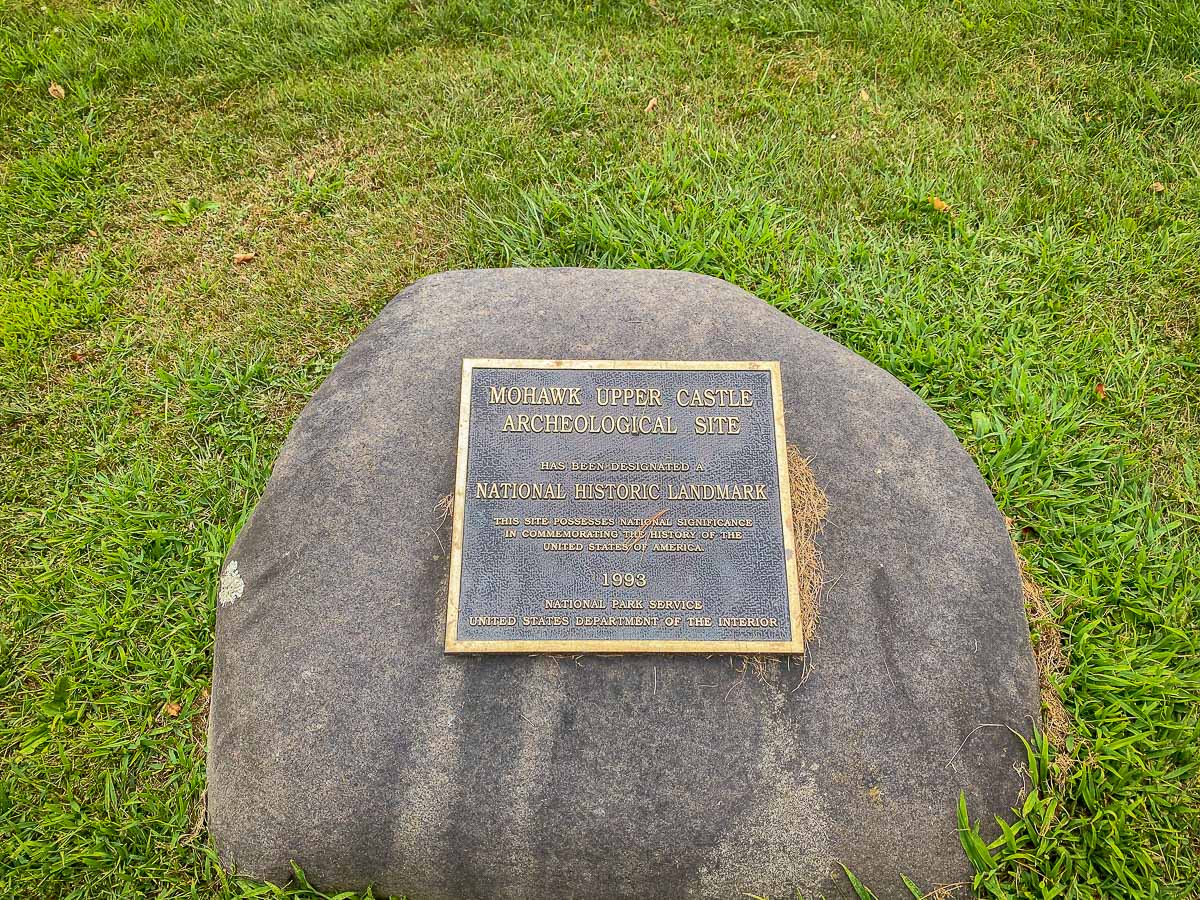 MOHAWK UPPER CASTLE
ARCHEOLOGICAL SITE
HAS BEEN DESIGNATED A
NATIONAL HISTORIC LANDMARK
THIS SITE POSSESSES NATIONAL SIGNIFICANCE
IN COMMEMORATING THE HISTORY OF THE
UNITED STATES OF AMERICA.
1993
NATIONAL PARK SERVICE
UNITED STATES DEPARTMENT OF THE INTERIOR